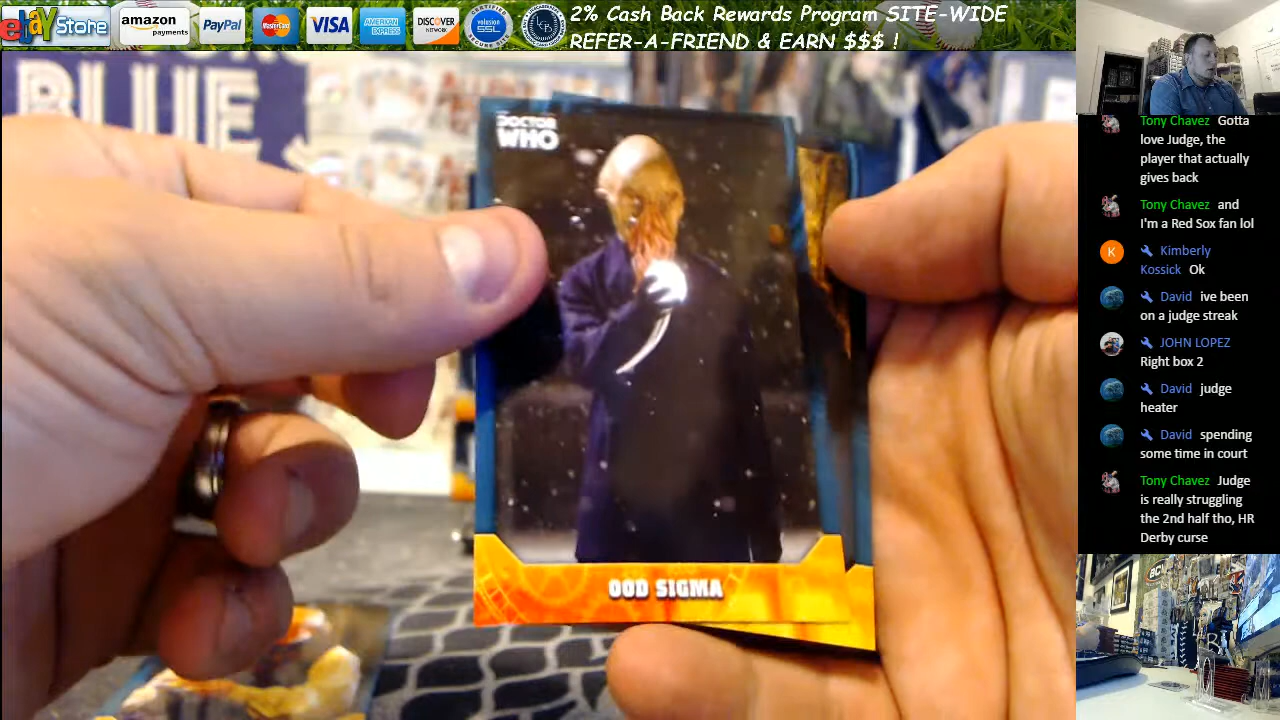 ebay Store
amazon
payments
PayPal
MasterCard
VISA
AMERICAN
EXPRESS
DISCOVER
NETWORK
volusion
SSL
2% Cash Back Rewards Program SITE-WIDE
REFER-A-FRIEND & EARN $$$ !
BLUE
DOCTOR
WHO
OOD SIGMA
Tony Chavez Gotta
love Judge, the
player that actually
gives back
Tony Chavez and
I'm a Red Sox fan lol
Kimberly
Kossick Ok
David ive been
on a judge streak
JOHN LOPEZ
Right box 2
David judge
heater
David spending
some time in court
Tony Chavez Judge
is really struggling
the 2nd half tho, HR
Derby curse